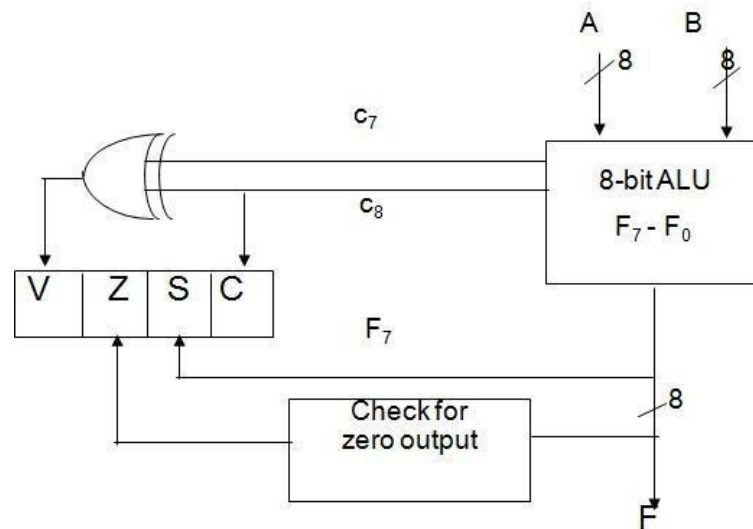 A
B
8
8
c₇
8-bit ALU
c₈
F₇ - F₀
V Z S C
F₇
8
Check for
zero output
F